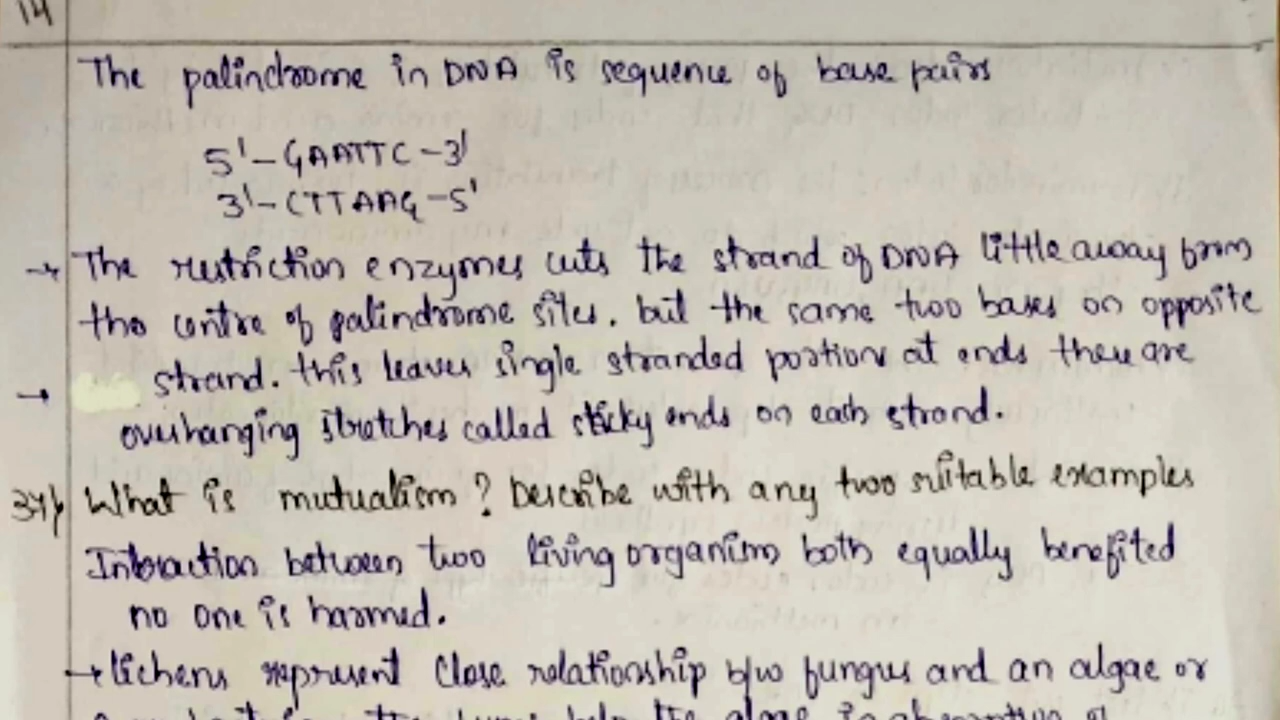 14
The palindrome in DNA is sequence of base pairs
5'-GAATTC-3'
3'-CTTAAG-5'
→ The restriction enzymes cuts the strand of DNA little away from
the centre of palindrome sites. but the same two bases on opposite
→ strand. this leaves single stranded portions at ends there are
overhanging stretches called sticky ends on each strand.
34) What is mutualism? Describe with any two suitable examples
Interaction between two living organism both equally benefited
no one is harmed.
→ lichens represent close relationship b/w fungus and an algae or